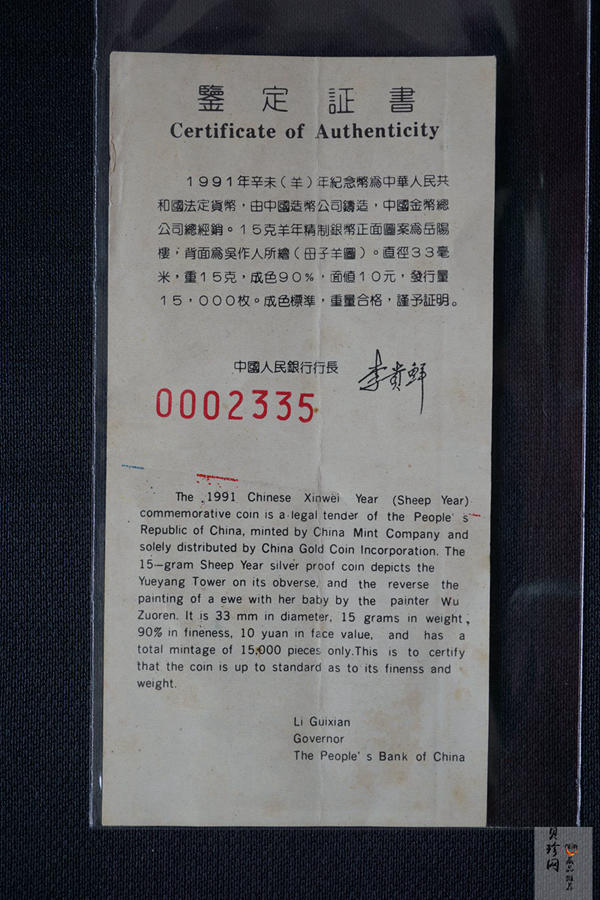 鑒定証書
Certificate of Authenticity
1991年辛未（羊）年紀念幣為中華人民共
和國法定貨幣，由中國造幣公司鑄造，中國金幣總
公司總經銷。15克羊年精制銀幣正面圖案為岳陽
樓，背面為吳作人所繪（母子羊圖）。直徑33毫
米，重15克，成色90%，面值10元，發行量
15,000枚。成色標準，重量合格，謹予証明。
中國人民銀行行長 李貴鮮
0002335
The 1991 Chinese Xinwei Year (Sheep Year)
commemorative coin is a legal tender of the People's
Republic of China, minted by China Mint Company and
solely distributed by China Gold Coin Incorporation. The
15-gram Sheep Year silver proof coin depicts the
Yueyang Tower on its obverse, and the reverse the
painting of a ewe with her baby by the painter Wu
Zuoren. It is 33 mm in diameter, 15 grams in weight,
90% in fineness, 10 yuan in face value, and has a
total mintage of 15,000 pieces only.This is to certify
that the coin is up to standard as to its finenss and
weight.
Li Guixian
Governor
The People's Bank of China
珍网